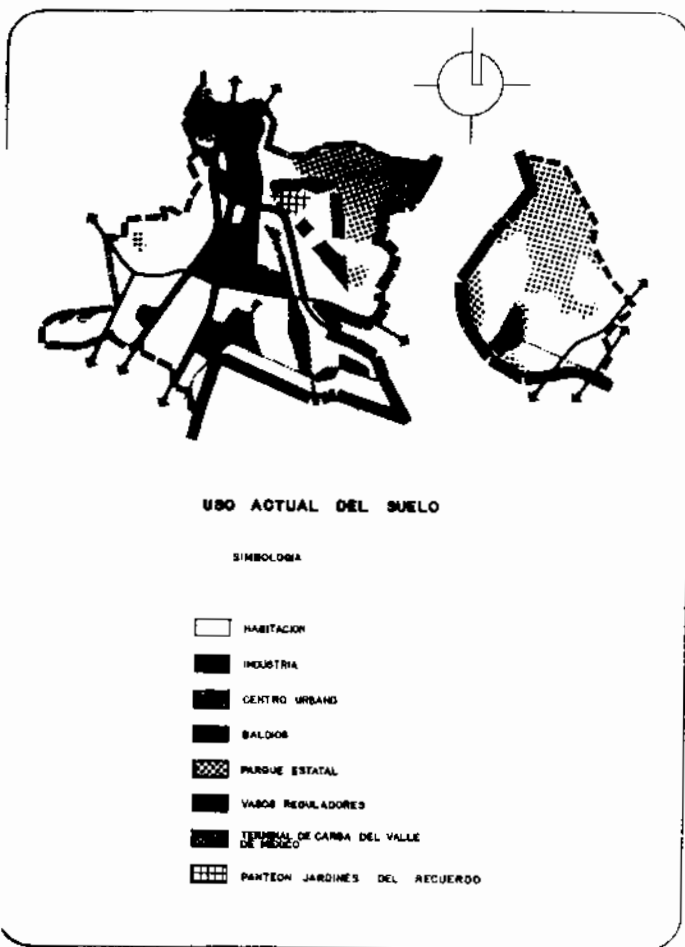 USO ACTUAL DEL SUELO
SIMBOLOGIA
HABITACION
INDUSTRIA
CENTRO URBANO
BALDIOS
PARQUE ESTATAL
VASOS REGULADORES
TERMINAL DE CARGA DEL VALLE
DE MEXICO
PANTEON JARDINES DEL RECUERDO